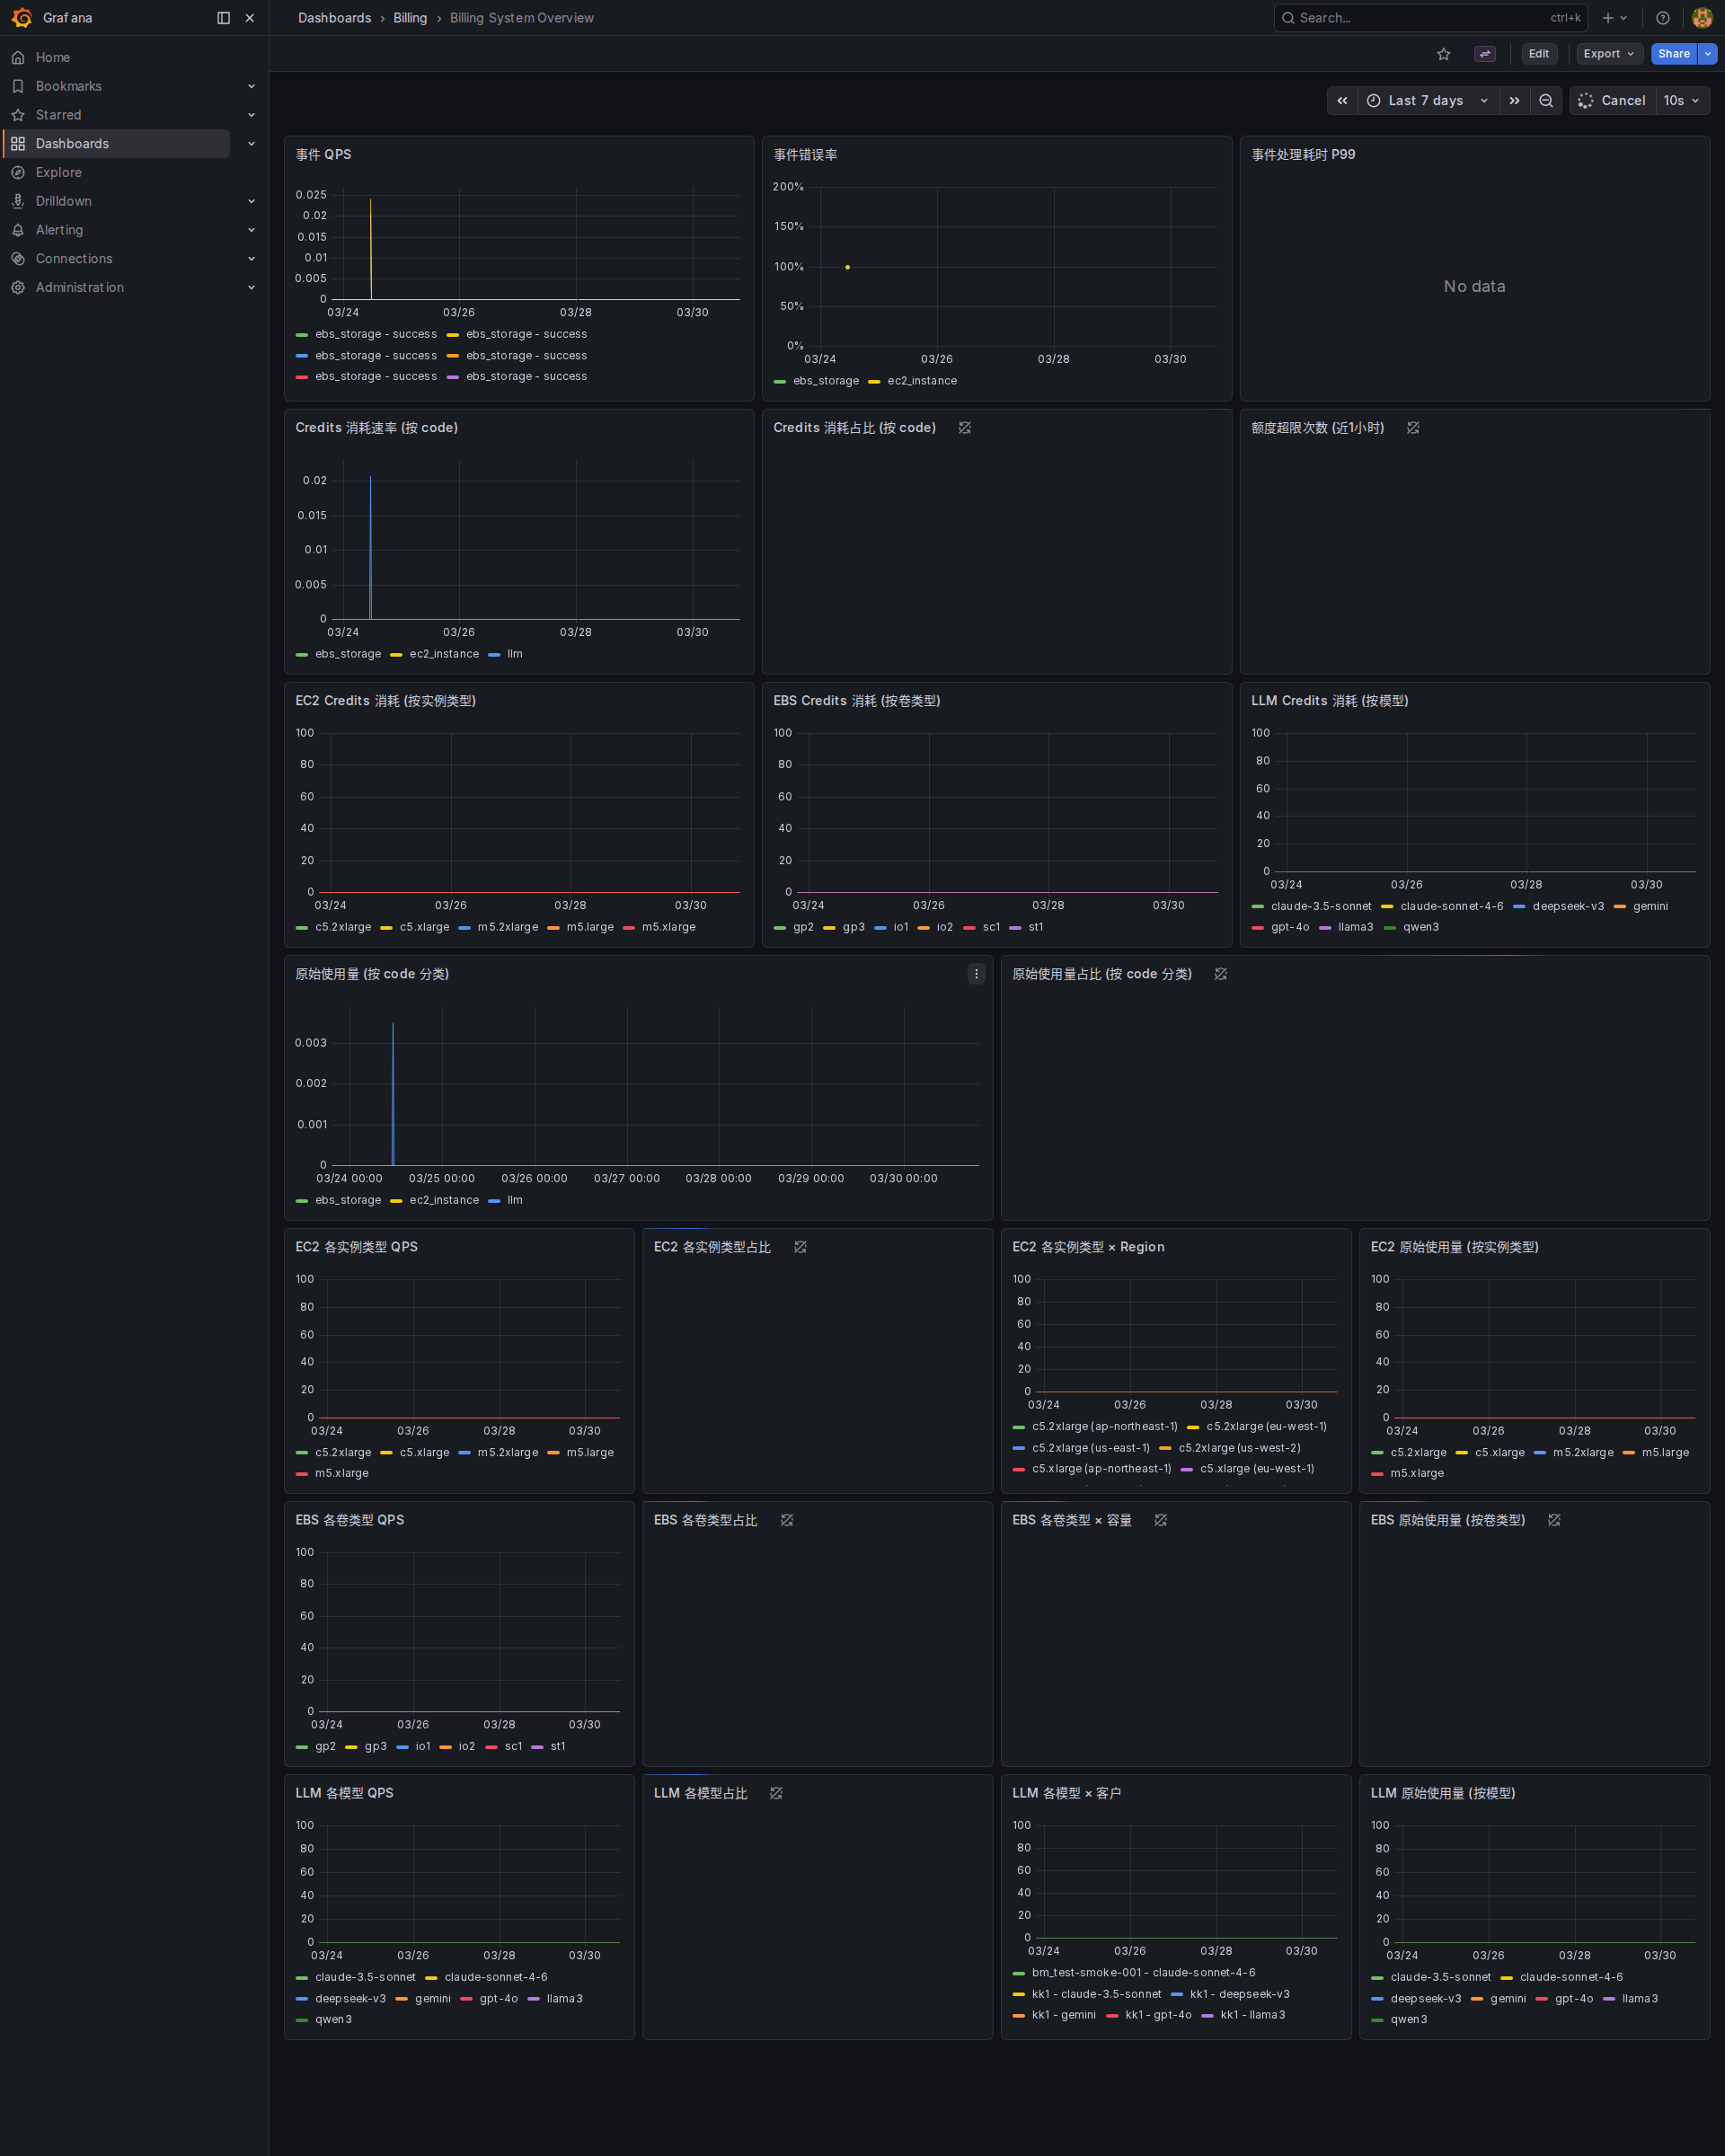 Grafana
Dashboards › Billing › Billing System Overview
Search... ctrl+k
Home
Bookmarks
Starred
Dashboards
Explore
Drilldown
Alerting
Connections
Administration
Edit Export Share
Last 7 days Cancel 10s
事件 QPS
0.025
0.02
0.015
0.01
0.005
0
03/24 03/26 03/28 03/30
ebs_storage - success ebs_storage - success
ebs_storage - success ebs_storage - success
ebs_storage - success ebs_storage - success
事件错误率
200%
150%
100%
50%
0%
03/24 03/26 03/28 03/30
ebs_storage ec2_instance
事件处理耗时 P99
No data
Credits 消耗速率 (按 code)
0.02
0.015
0.01
0.005
0
03/24 03/26 03/28 03/30
ebs_storage ec2_instance llm
Credits 消耗占比 (按 code)
额度超限次数 (近1小时)
EC2 Credits 消耗 (按实例类型)
100
80
60
40
20
0
03/24 03/26 03/28 03/30
c5.2xlarge c5.xlarge m5.2xlarge m5.large m5.xlarge
EBS Credits 消耗 (按卷类型)
100
80
60
40
20
0
03/24 03/26 03/28 03/30
gp2 gp3 io1 io2 sc1 st1
LLM Credits 消耗 (按模型)
100
80
60
40
20
0
03/24 03/26 03/28 03/30
claude-3.5-sonnet claude-sonnet-4-6 deepseek-v3 gemini
gpt-4o llama3 qwen3
原始使用量 (按 code 分类)
0.003
0.002
0.001
0
03/24 00:00 03/25 00:00 03/26 00:00 03/27 00:00 03/28 00:00 03/29 00:00 03/30 00:00
ebs_storage ec2_instance llm
原始使用量占比 (按 code 分类)
EC2 各实例类型 QPS
100
80
60
40
20
0
03/24 03/26 03/28 03/30
c5.2xlarge c5.xlarge m5.2xlarge m5.large
m5.xlarge
EC2 各实例类型占比
EC2 各实例类型 × Region
100
80
60
40
20
0
03/24 03/26 03/28 03/30
c5.2xlarge (ap-northeast-1) c5.2xlarge (eu-west-1)
c5.2xlarge (us-east-1) c5.2xlarge (us-west-2)
c5.xlarge (ap-northeast-1) c5.xlarge (eu-west-1)
EC2 原始使用量 (按实例类型)
100
80
60
40
20
0
03/24 03/26 03/28 03/30
c5.2xlarge c5.xlarge m5.2xlarge m5.large
m5.xlarge
EBS 各卷类型 QPS
100
80
60
40
20
0
03/24 03/26 03/28 03/30
gp2 gp3 io1 io2 sc1 st1
EBS 各卷类型占比
EBS 各卷类型 × 容量
EBS 原始使用量 (按卷类型)
LLM 各模型 QPS
100
80
60
40
20
0
03/24 03/26 03/28 03/30
claude-3.5-sonnet claude-sonnet-4-6
deepseek-v3 gemini gpt-4o llama3
qwen3
LLM 各模型占比
LLM 各模型 × 客户
100
80
60
40
20
0
03/24 03/26 03/28 03/30
bm_test-smoke-001 - claude-sonnet-4-6
kk1 - claude-3.5-sonnet kk1 - deepseek-v3
kk1 - gemini kk1 - gpt-4o kk1 - llama3
LLM 原始使用量 (按模型)
100
80
60
40
20
0
03/24 03/26 03/28 03/30
claude-3.5-sonnet claude-sonnet-4-6
deepseek-v3 gemini gpt-4o llama3
qwen3